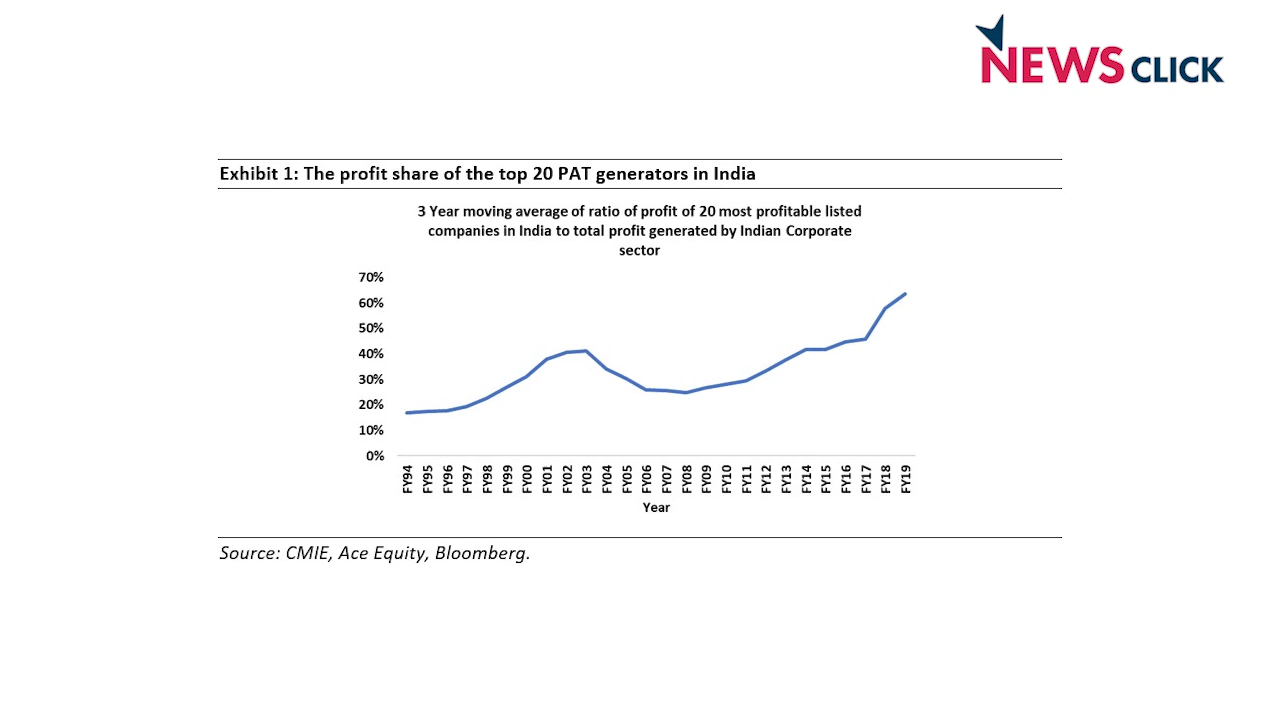 NEWSCLICK
Exhibit 1: The profit share of the top 20 PAT generators in India
3 Year moving average of ratio of profit of 20 most profitable listed
companies in India to total profit generated by Indian Corporate
sector
70%
60%
50%
40%
30%
20%
10%
0%
FY94 FY95 FY96 FY97 FY98 FY99 FY00 FY01 FY02 FY03 FY04 FY05 FY06 FY07 FY08 FY09 FY10 FY11 FY12 FY13 FY14 FY15 FY16 FY17 FY18 FY19
Year
Source: CMIE, Ace Equity, Bloomberg.